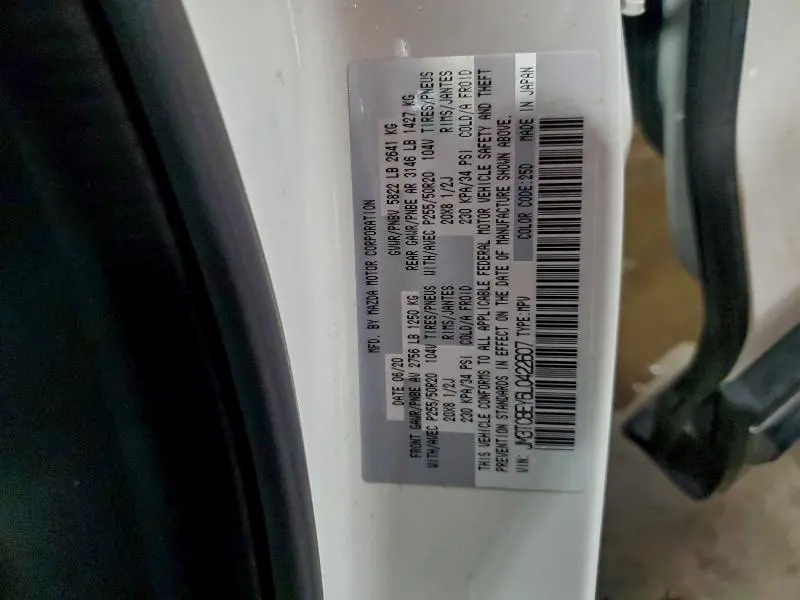 MFD. BY MAZDA MOTOR CORPORATION
DATE: 06/20 GVWR/PNBV 5822 LB 2641 KG
FRONT GAWR/PNBE AV 2756 LB 1250 KG REAR GAWR/PNBE AR 3146 LB 1427 KG
WITH/AVEC P255/50R20 104V TIRES/PNEUS WITH/AVEC P255/50R20 104V TIRES/PNEUS
20X8 1/2J RIMS/JANTES 20X8 1/2J RIMS/JANTES
230 KPA/34 PSI COLD/A FROID 230 KPA/34 PSI COLD/A FROID
THIS VEHICLE CONFORMS TO ALL APPLICABLE FEDERAL MOTOR VEHICLE SAFETY AND THEFT
PREVENTION STANDARDS IN EFFECT ON THE DATE OF MANUFACTURE SHOWN ABOVE.
VIN: JM3TCBEY6L0422607 TYPE:MPV COLOR CODE:25D MADE IN JAPAN